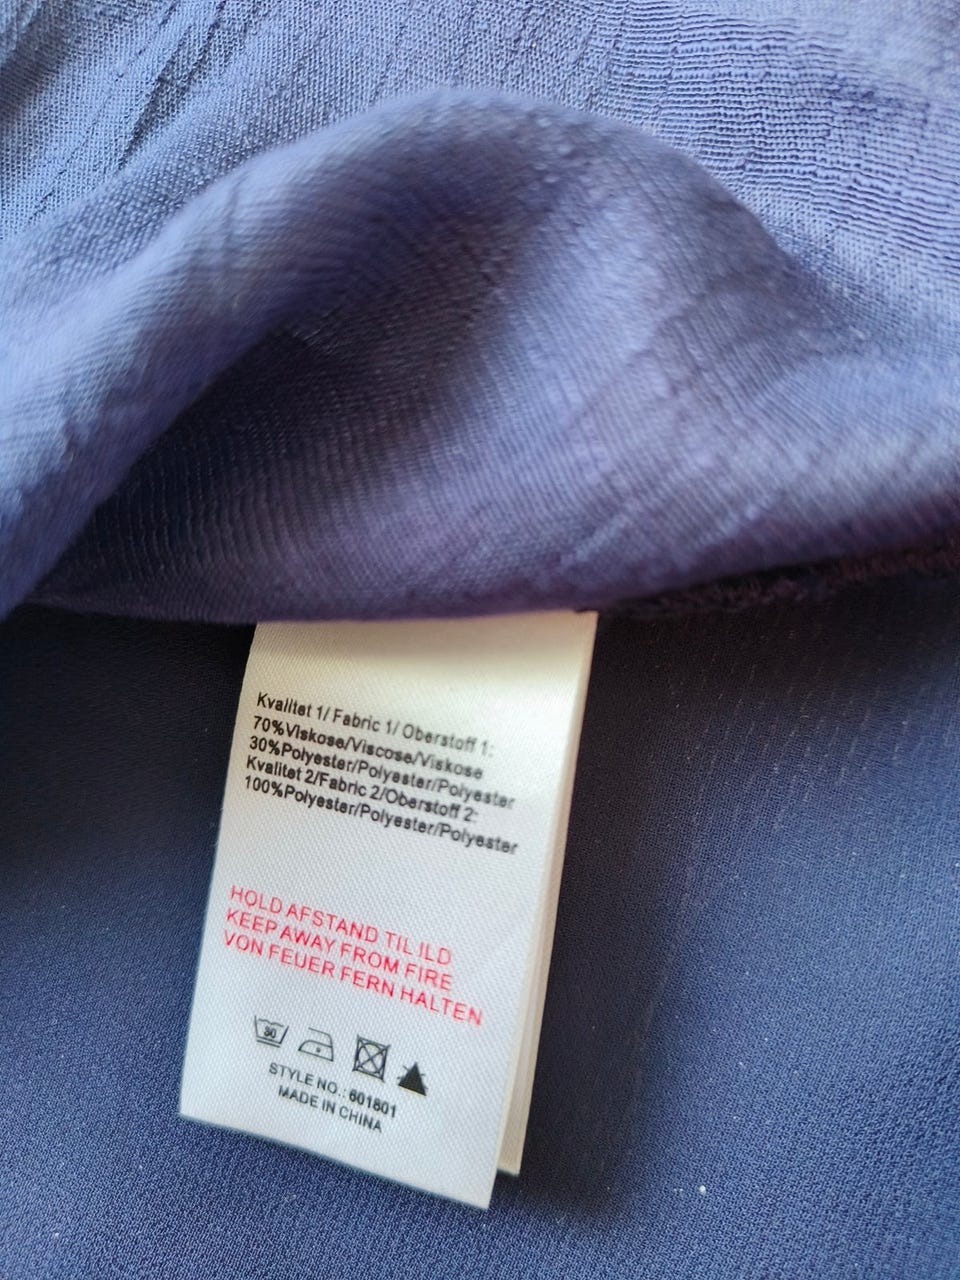 Kvalitet 1/ Fabric 1/ Oberstoff 1:
70%Viskose/Viscose/Viskose
30%Polyester/Polyester/Polyester
Kvalitet 2/Fabric 2/Oberstoff 2:
100%Polyester/Polyester/Polyester
HOLD AFSTAND TIL ILD
KEEP AWAY FROM FIRE
VON FEUER FERN HALTEN
30
STYLE NO.: 601801
MADE IN CHINA